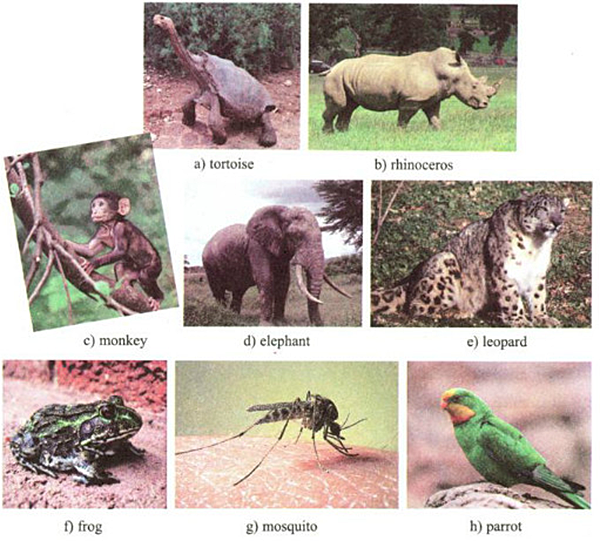 a) tortoise
b) rhinoceros
c) monkey
d) elephant
e) leopard
f) frog
g) mosquito
h) parrot